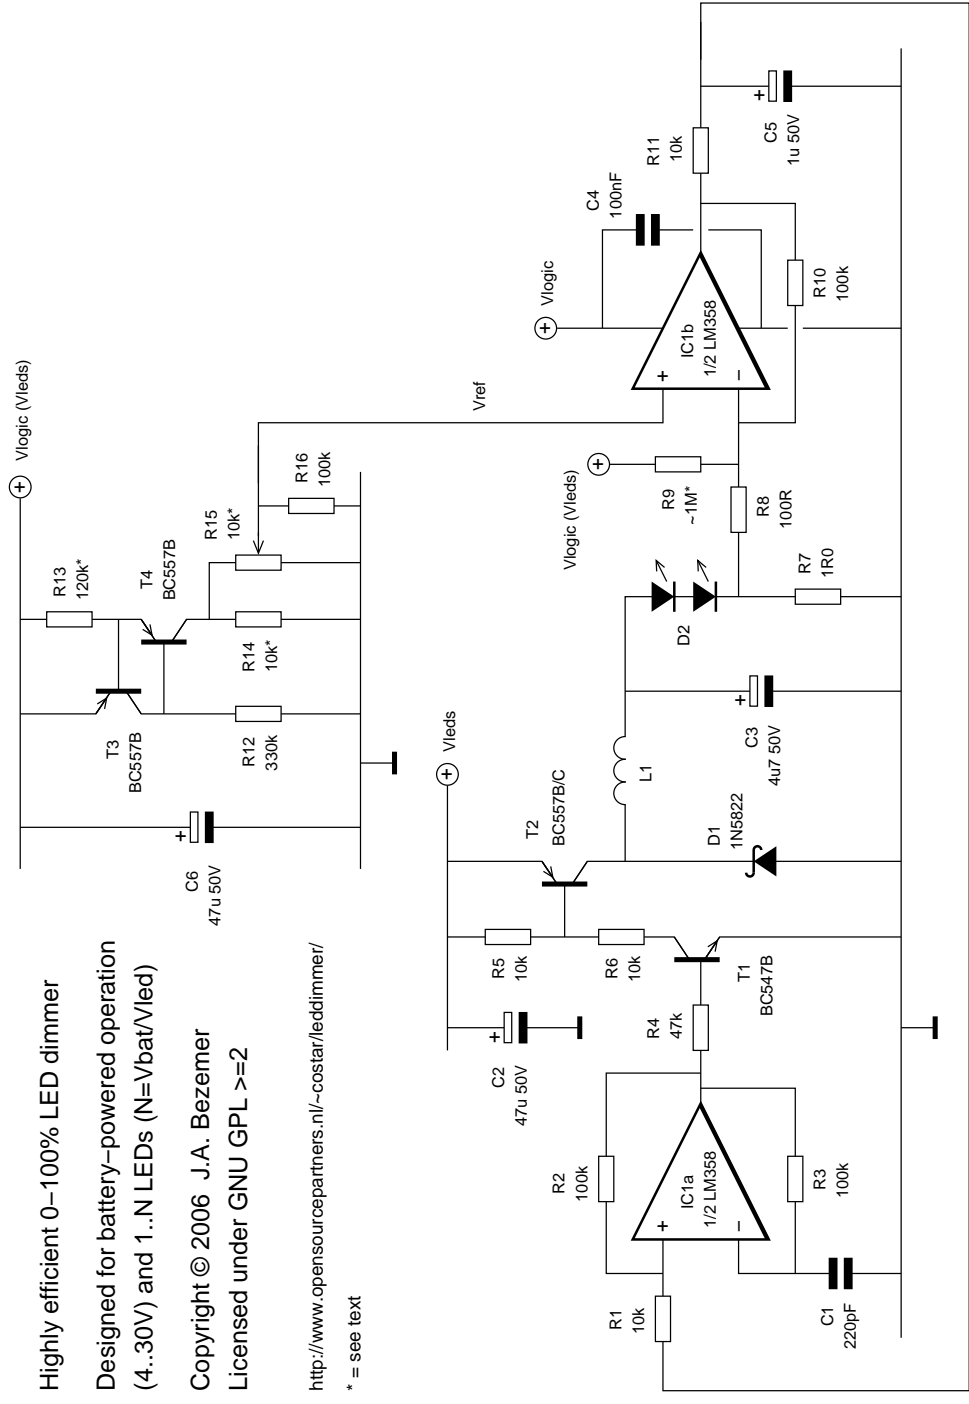 Highly efficient 0−100% LED dimmer
Designed for battery−powered operation
(4..30V) and 1..N LEDs (N=Vbat/Vled)
Copyright © 2006 J.A. Bezemer
Licensed under GNU GPL >=2
http://www.opensourcepartners.nl/~costar/leddimmer/
* = see text
+
C6
47u 50V
T3
BC557B
R12
330k
R13
120k*
T4
BC557B
R14
10k*
R15
10k*
R16
100k
+
Vlogic (Vleds)
Vref
R1
10k
C1
220pF
R2
100k
+
−
IC1a
1/2 LM358
R3
100k
+
C2
47u 50V
R4
47k
R5
10k
R6
10k
T1
BC547B
+
Vleds
T2
BC557B/C
D1
1N5822
L1
+
C3
4u7 50V
D2
R7
1R0
R8
100R
+
Vlogic (Vleds)
R9
~1M*
+
−
IC1b
1/2 LM358
+
Vlogic
C4
100nF
R10
100k
R11
10k
+
C5
1u 50V